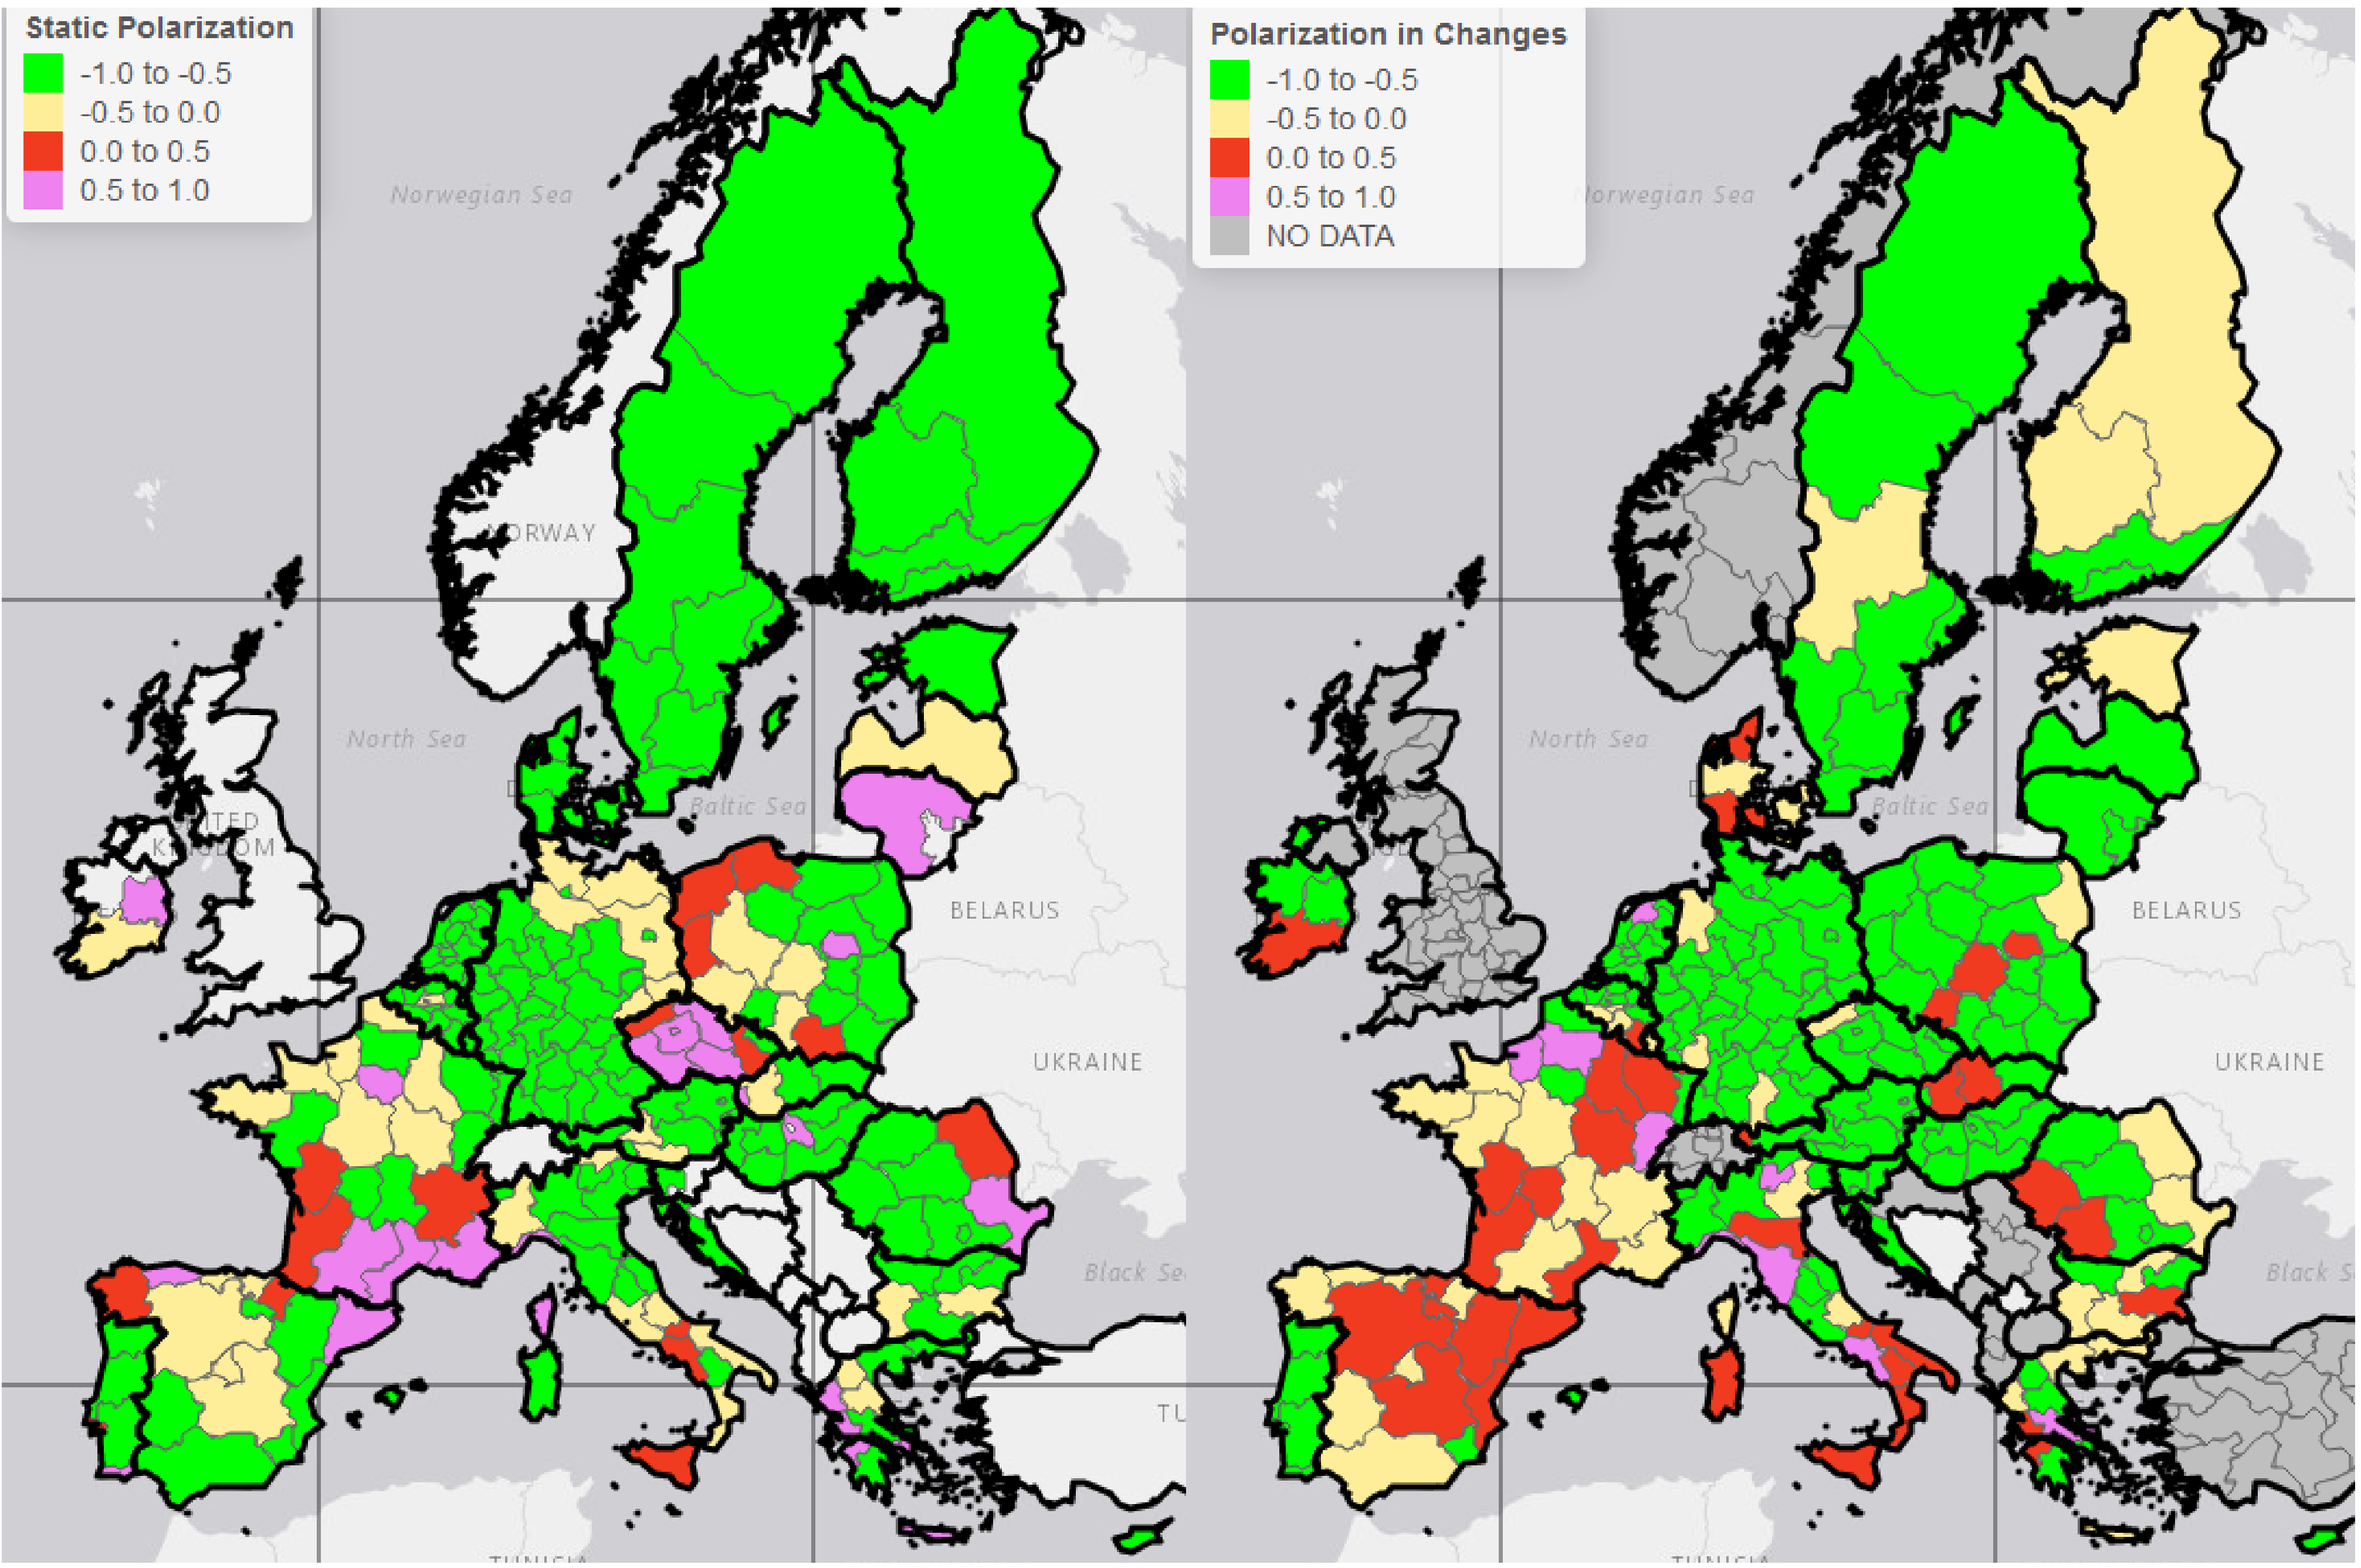 Static Polarization
-1.0 to -0.5
-0.5 to 0.0
0.0 to 0.5
0.5 to 1.0
Norwegian Sea
NORWAY
North Sea
Baltic Sea
UNITED
KINGDOM
BELARUS
UKRAINE
Black Se
TU
TUNISIA
Polarization in Changes
-1.0 to -0.5
-0.5 to 0.0
0.0 to 0.5
0.5 to 1.0
NO DATA
Norwegian Sea
North Sea
Baltic Sea
BELARUS
UKRAINE
Black S
TUNISIA